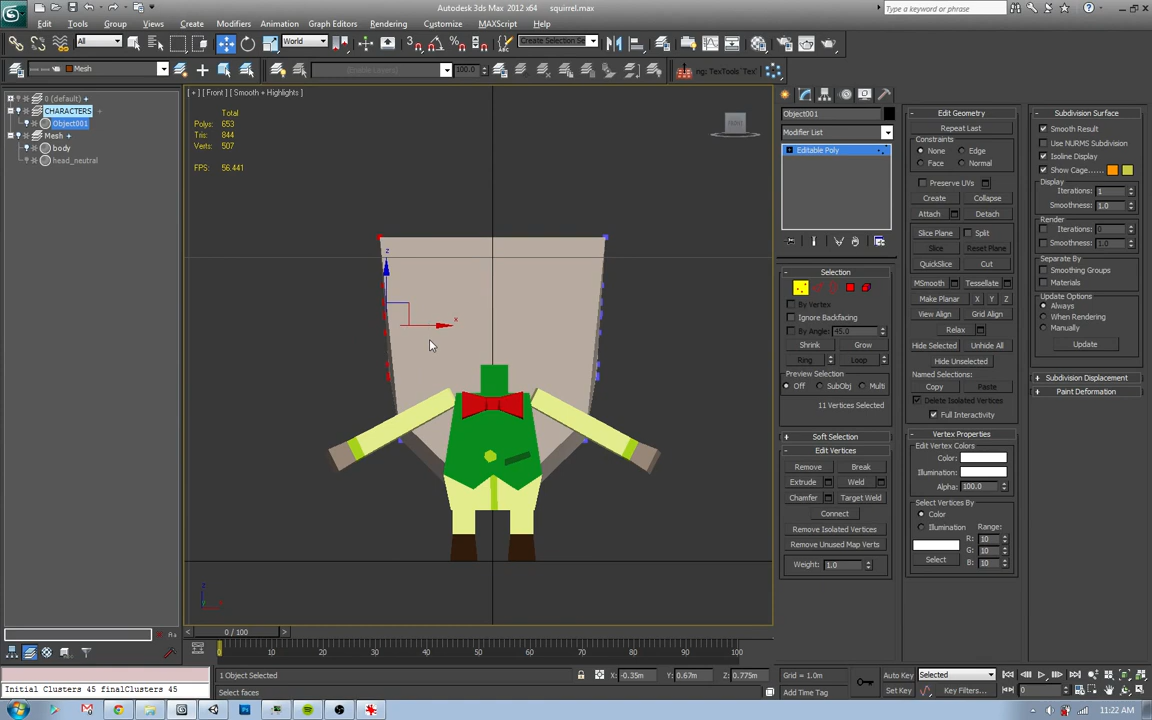 Autodesk 3ds Max 2012 x64 squirrel.max
Type a keyword or phrase
Edit Tools Group Views Create Modifiers Animation Graph Editors Rendering Customize MAXScript Help
All World Create Selection Se
Mesh 100.0 ng: TexTools "Tex"
0 (default)
CHARACTERS
Object001
Mesh
body
head_neutral
[ + ] [ Front ] [ Smooth + Highlights ]
Total
Polys: 653
Tris: 844
Verts: 507
FPS: 56.441
FRONT
z
x
Object001
Modifier List
Editable Poly
Selection
By Vertex
Ignore Backfacing
By Angle: 45.0
Shrink Grow
Ring Loop
Preview Selection
Off SubObj Multi
11 Vertices Selected
Soft Selection
Edit Vertices
Remove Break
Extrude Weld
Chamfer Target Weld
Connect
Remove Isolated Vertices
Remove Unused Map Verts
Weight: 1.0
Edit Geometry
Repeat Last
Constraints
None Edge
Face Normal
Preserve UVs
Create Collapse
Attach Detach
Slice Plane Split
Slice Reset Plane
QuickSlice Cut
MSmooth Tessellate
Make Planar X Y Z
View Align Grid Align
Relax
Hide Selected Unhide All
Hide Unselected
Named Selections:
Copy Paste
Delete Isolated Vertices
Full Interactivity
Vertex Properties
Edit Vertex Colors
Color:
Illumination:
Alpha: 100.0
Select Vertices By
Color
Illumination Range:
R: 10
G: 10
B: 10
Select
Subdivision Surface
Smooth Result
Use NURMS Subdivision
Isoline Display
Show Cage......
Display
Iterations: 1
Smoothness: 1.0
Render
Iterations: 0
Smoothness: 1.0
Separate By
Smoothing Groups
Materials
Update Options
Always
When Rendering
Manually
Update
Subdivision Displacement
Paint Deformation
0 / 100
0 10 20 30 40 50 60 70 80 90 100
Initial Clusters 45 finalClusters 45
1 Object Selected
Select faces
X: -0.35m Y: 0.67m Z: 0.775m
Grid = 1.0m
Add Time Tag
Auto Key Selected
Set Key Key Filters... 0
11:22 AM